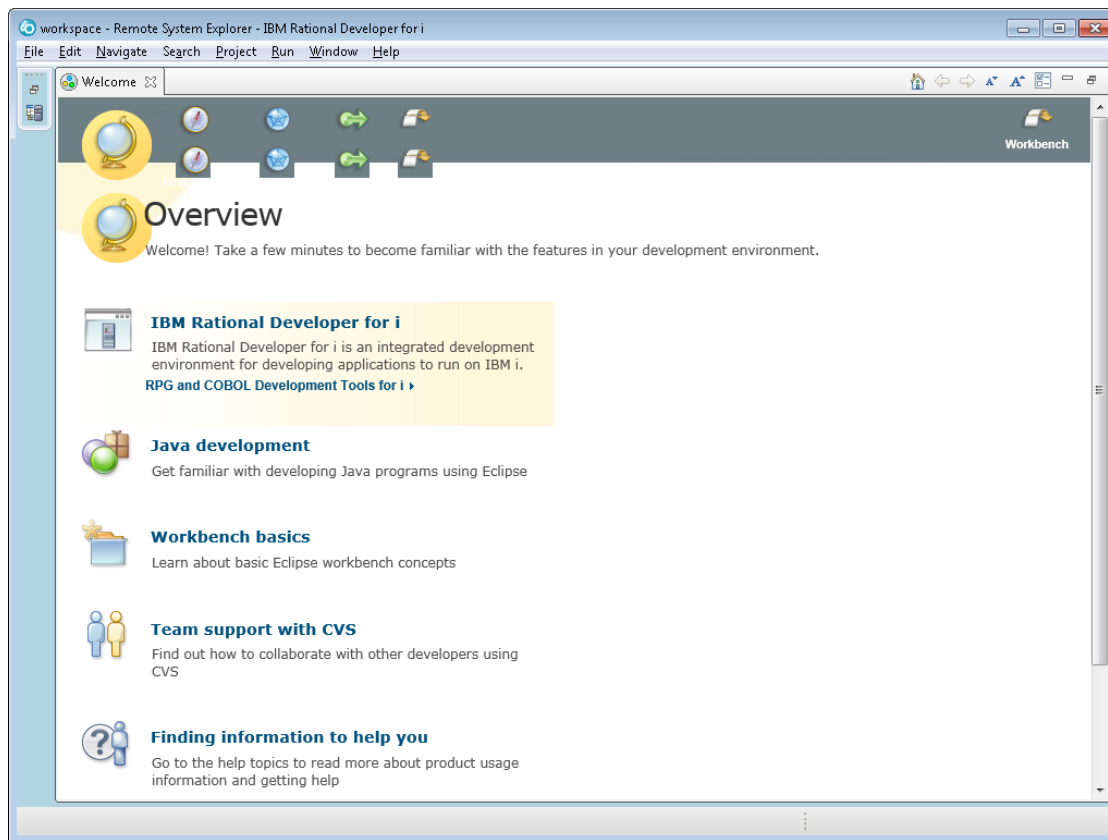 workspace - Remote System Explorer - IBM Rational Developer for i
File Edit Navigate Search Project Run Window Help
Welcome
Workbench
Overview
Welcome! Take a few minutes to become familiar with the features in your development environment.
IBM Rational Developer for i
IBM Rational Developer for i is an integrated development
environment for developing applications to run on IBM i.
RPG and COBOL Development Tools for i
Java development
Get familiar with developing Java programs using Eclipse
Workbench basics
Learn about basic Eclipse workbench concepts
Team support with CVS
Find out how to collaborate with other developers using
CVS
Finding information to help you
Go to the help topics to read more about product usage
information and getting help